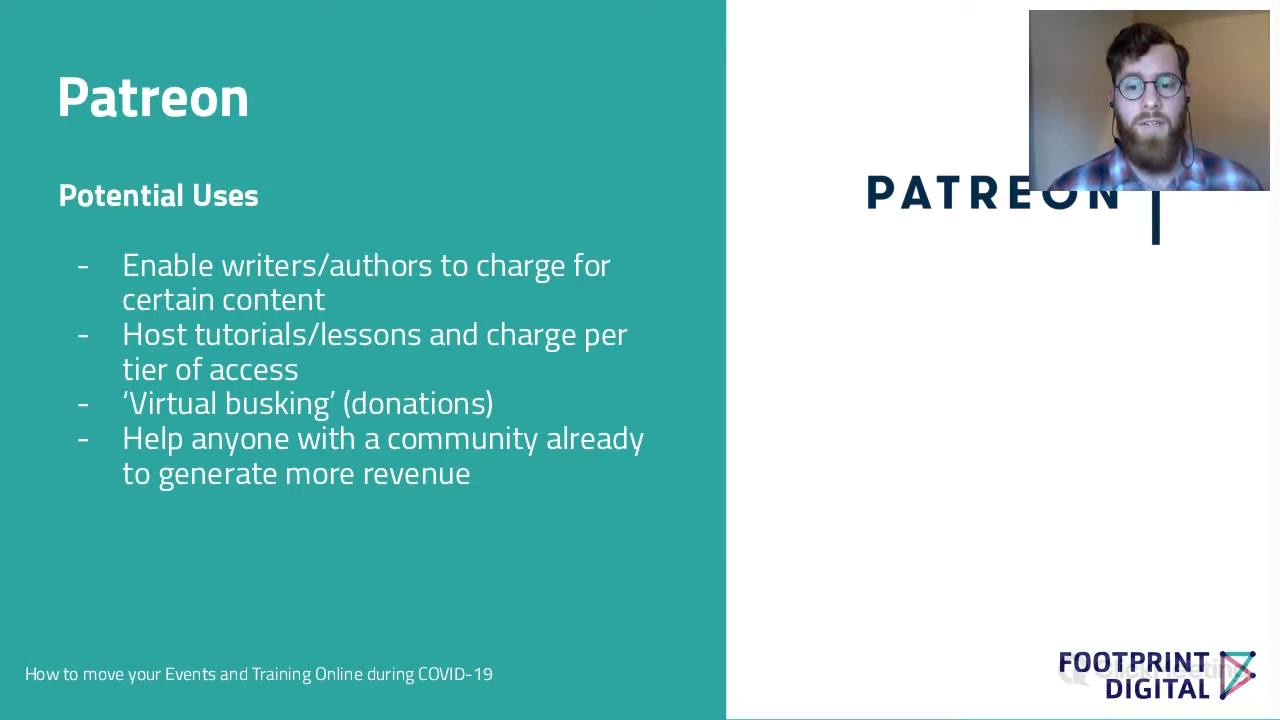 Patreon
Potential Uses
- Enable writers/authors to charge for
certain content
- Host tutorials/lessons and charge per
tier of access
- ‘Virtual busking’ (donations)
- Help anyone with a community already
to generate more revenue
PATREON
How to move your Events and Training Online during COVID-19
FOOTPRINT
DIGITAL
ClickMeeting